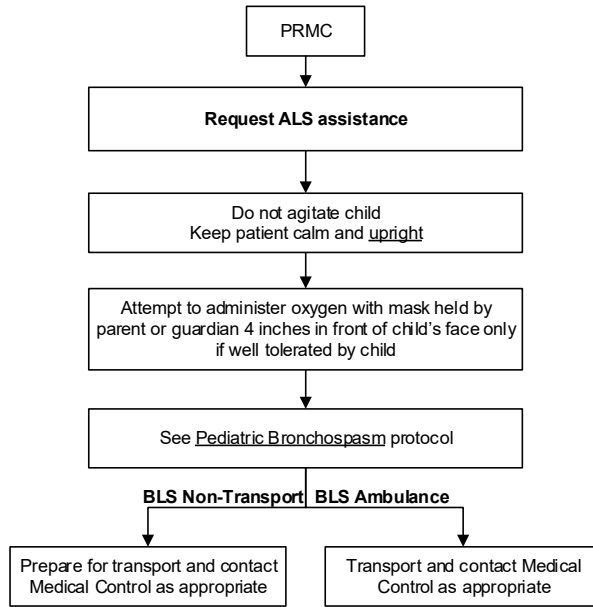 PRMC
Request ALS assistance
Do not agitate child
Keep patient calm and upright
Attempt to administer oxygen with mask held by
parent or guardian 4 inches in front of child's face only
if well tolerated by child
See Pediatric Bronchospasm protocol
BLS Non-Transport
BLS Ambulance
Prepare for transport and contact
Medical Control as appropriate
Transport and contact Medical
Control as appropriate